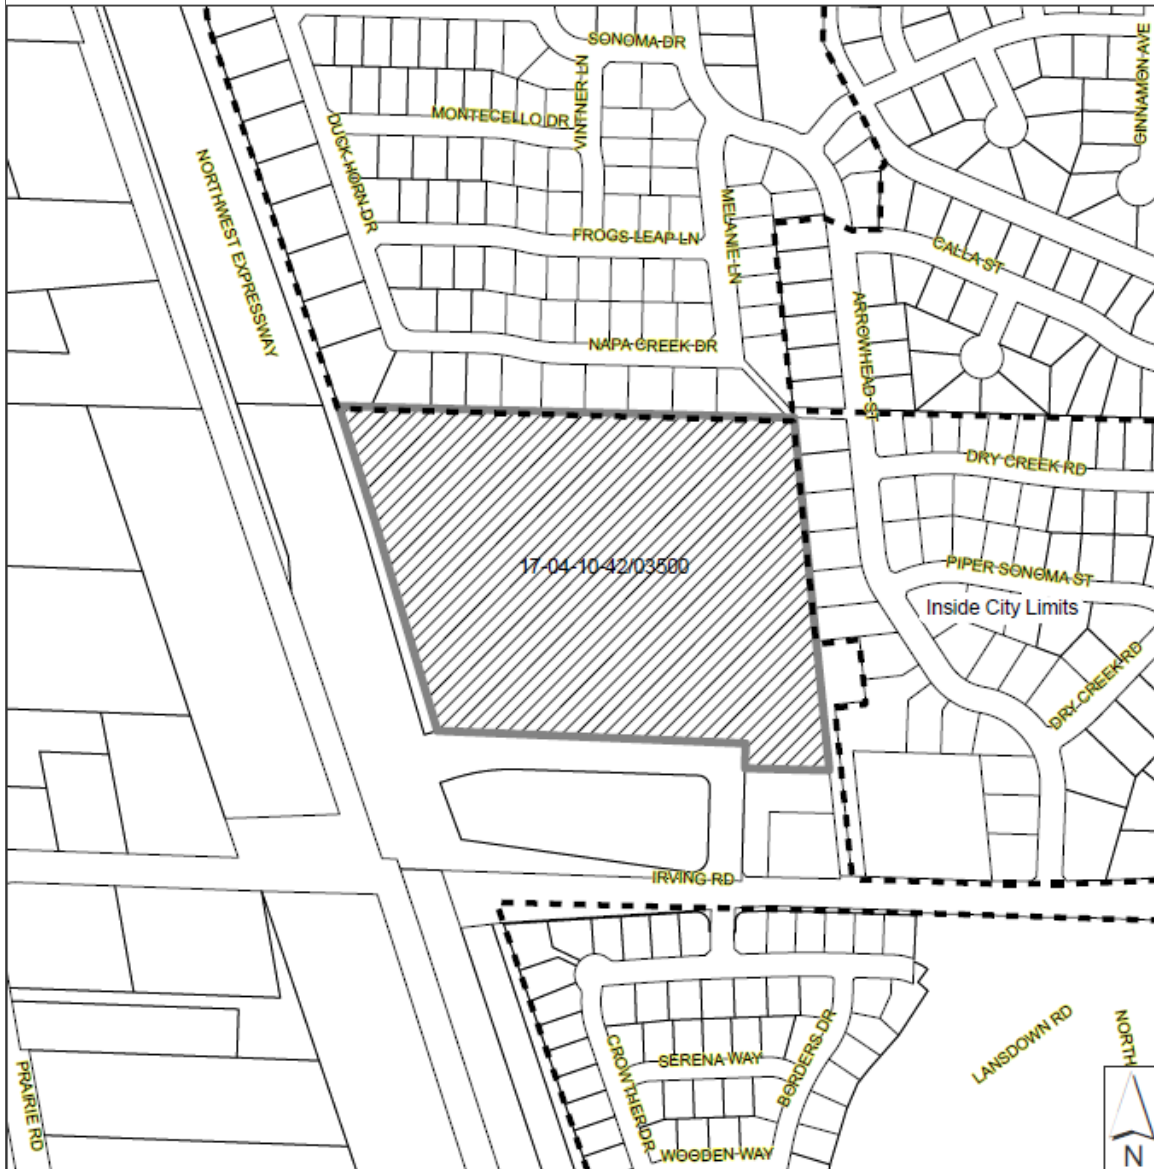 SONOMA DR
GINNAMON AVE
VINTNER LN
MONTECELLO DR
DUCK HORN DR
NORTHWEST EXPRESSWAY
MELANIE LN
FROGS LEAP LN
CALLA ST
ARROWHEAD ST
NAPA CREEK DR
DRY CREEK RD
17-04-10-42/03500
PIPER SONOMA ST
Inside City Limits
DRY CREEK RD
IRVING RD
LANSDOWN RD
NORTH
CROWTHER DR
SERENA WAY
BORDERS DR
PRAIRIE RD
WOODEN WAY
N